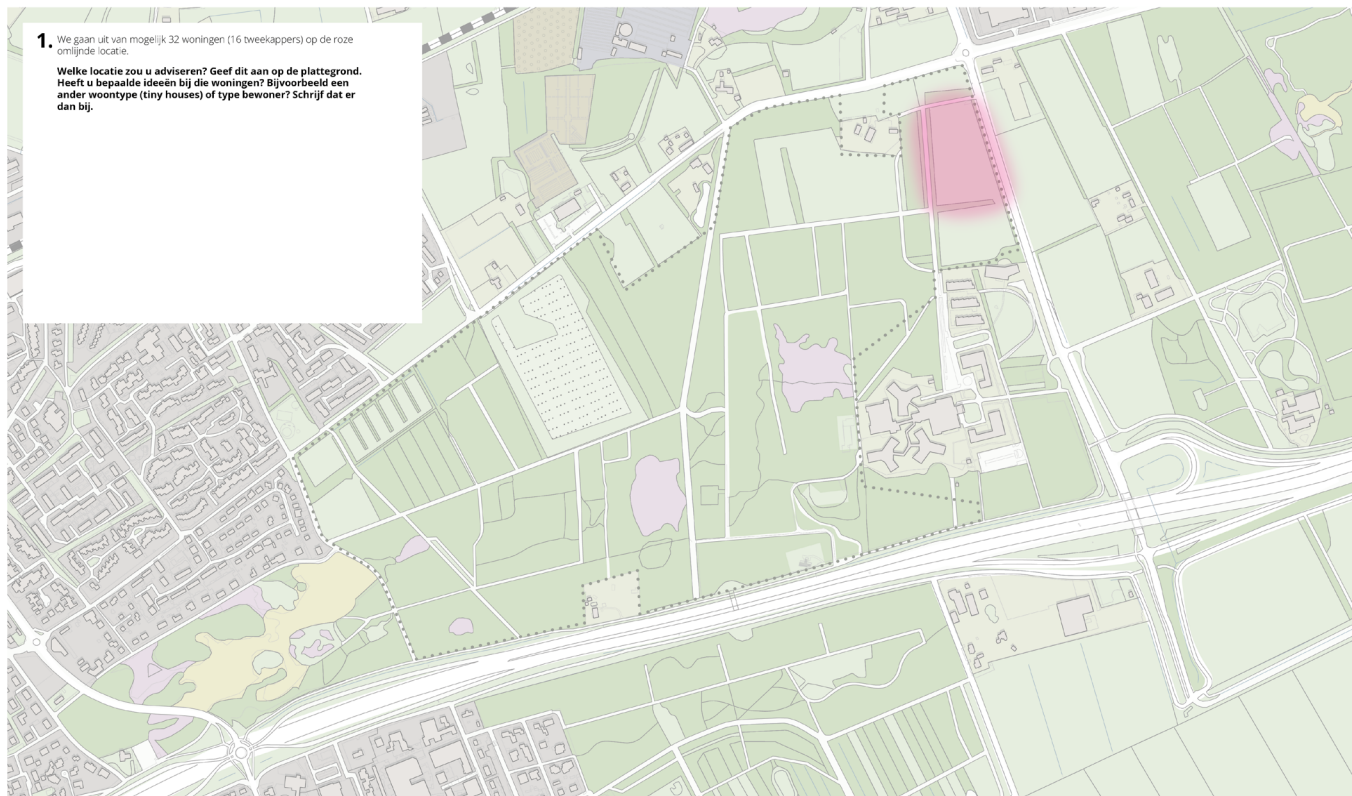 1. We gaan uit van mogelijk 32 woningen (16 tweekappers) op de roze
omlijnde locatie.
Welke locatie zou u adviseren? Geef dit aan op de plattegrond.
Heeft u bepaalde ideeën bij die woningen? Bijvoorbeeld een
ander woontype (tiny houses) of type bewoner? Schrijf dat er
dan bij.